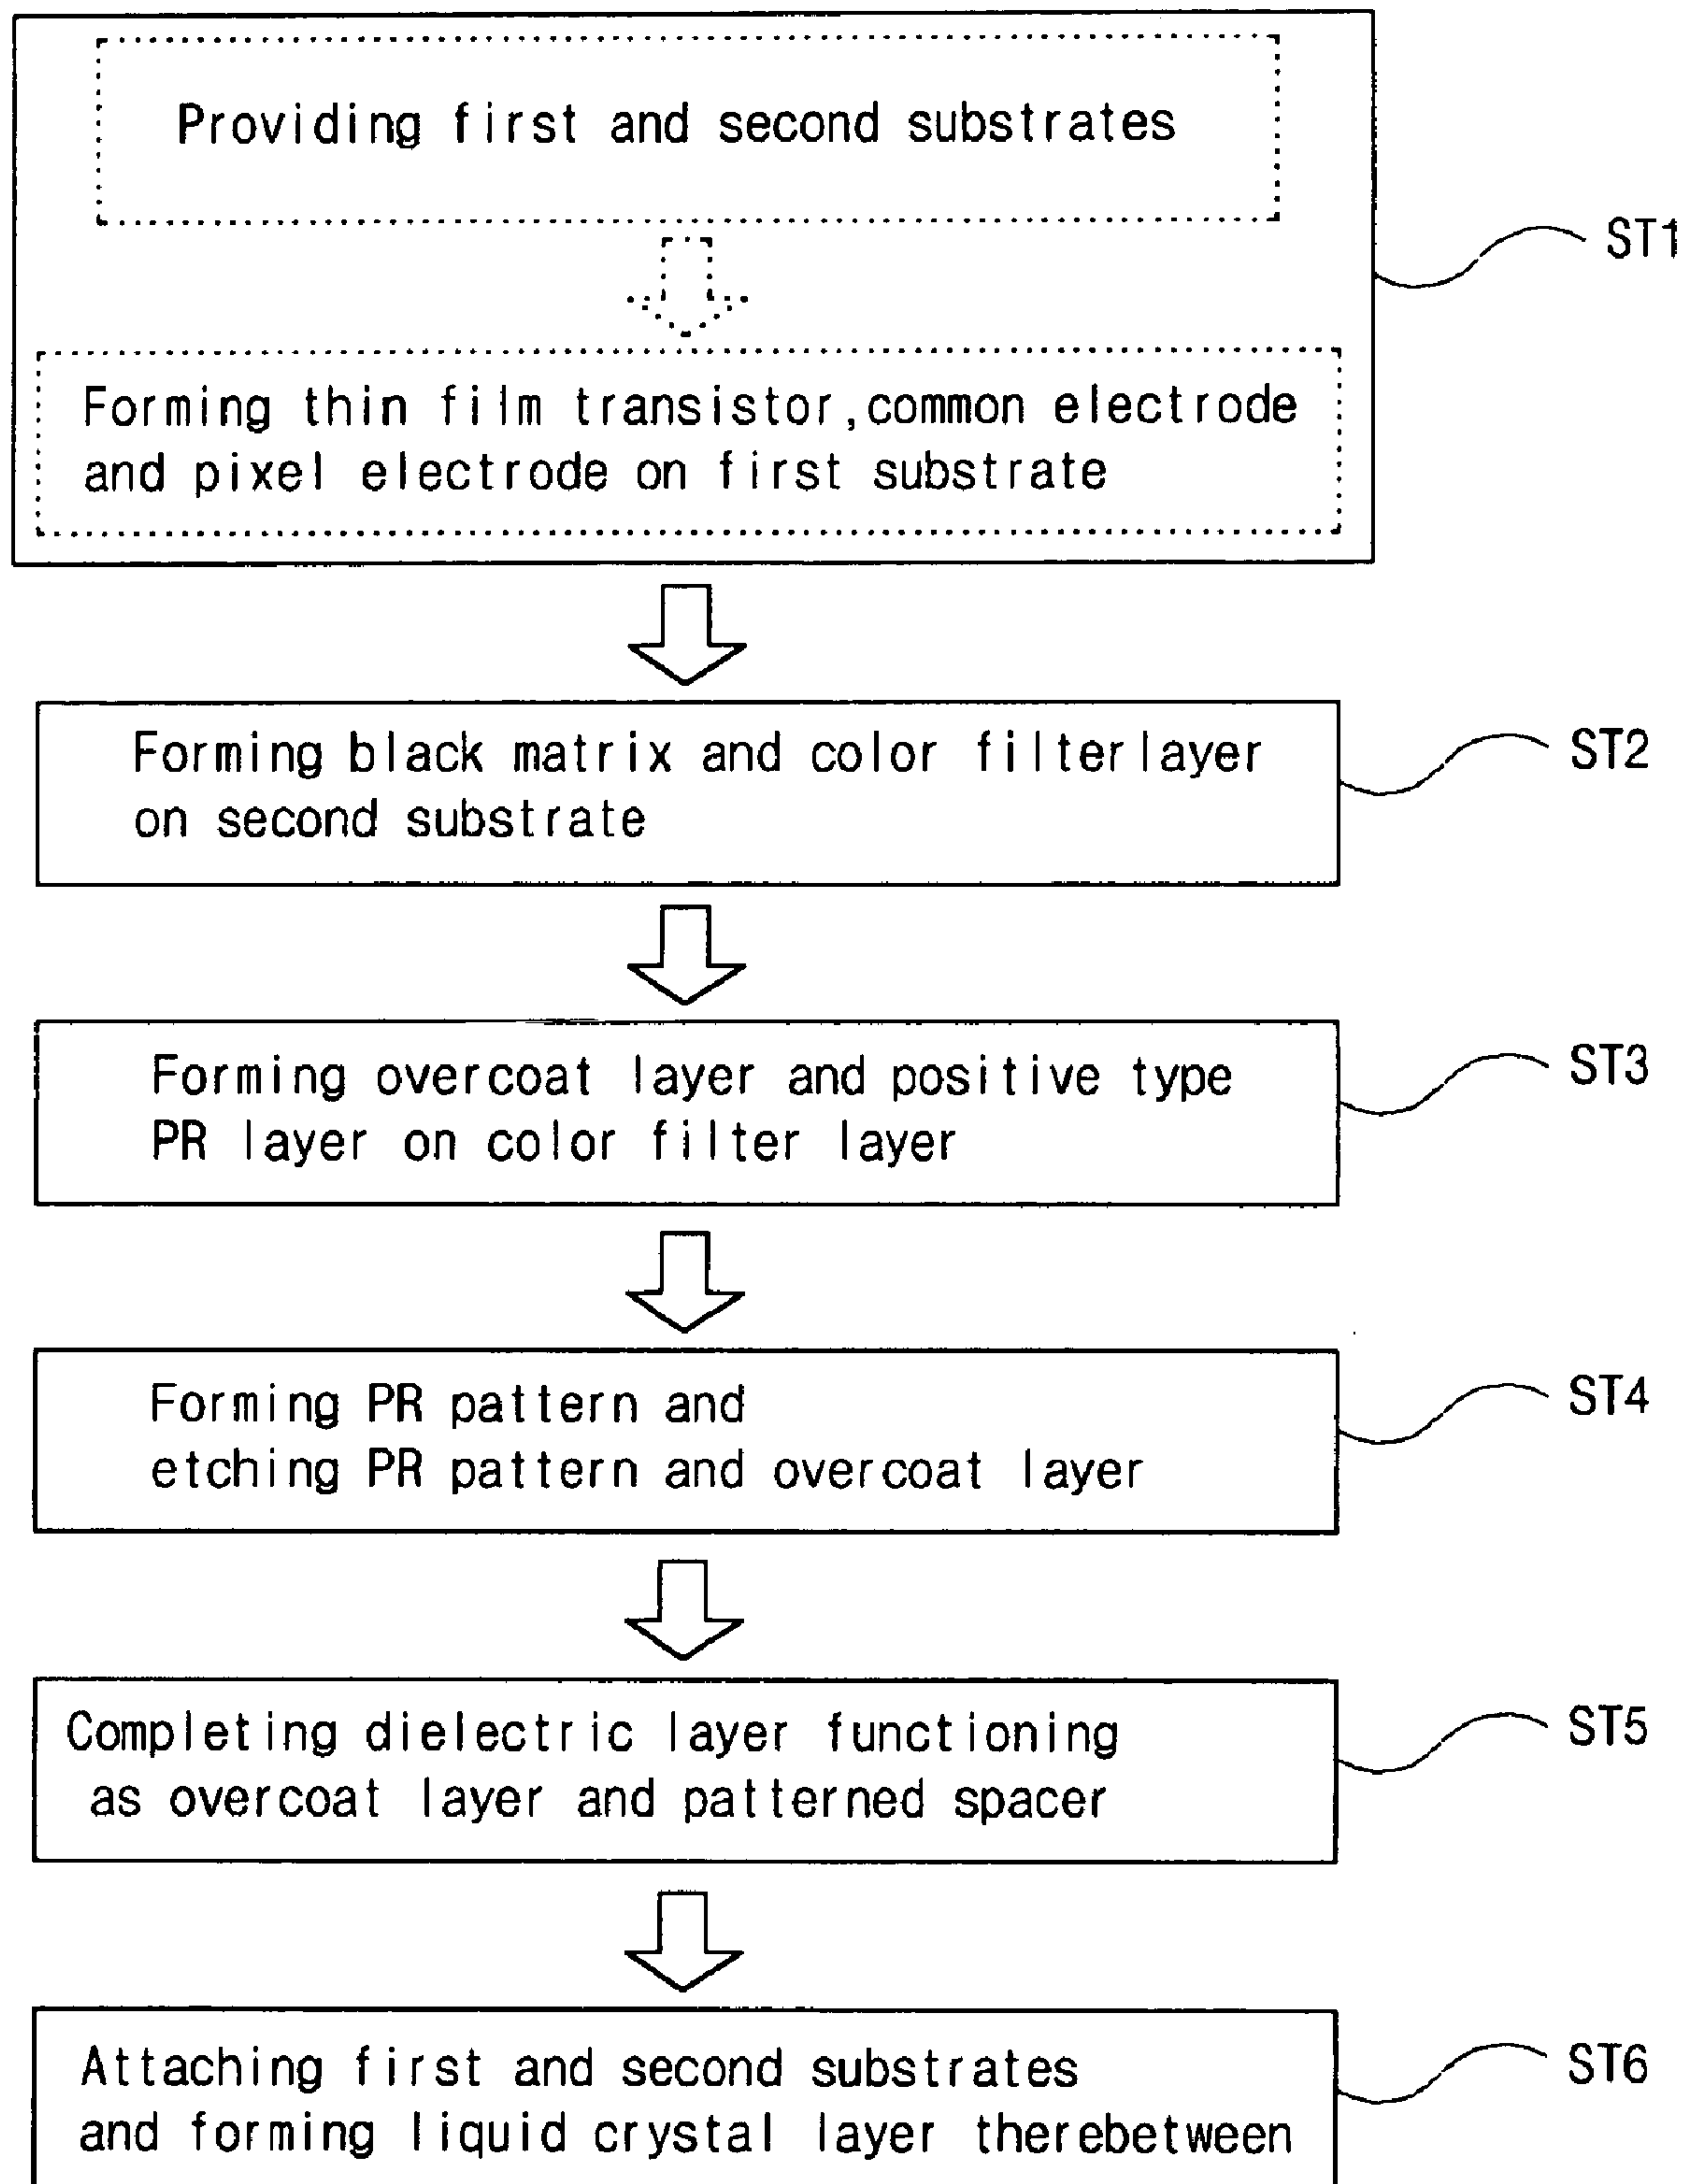 Providing first and second substrates
ST1
Forming thin film transistor,common electrode
and pixel electrode on first substrate
Forming black matrix and color filterlayer
on second substrate
ST2
Forming overcoat layer and positive type
PR layer on color filter layer
ST3
Forming PR pattern and
etching PR pattern and overcoat layer
ST4
Completing dielectric layer functioning
as overcoat layer and patterned spacer
ST5
Attaching first and second substrates
and forming liquid crystal layer therebetween
ST6